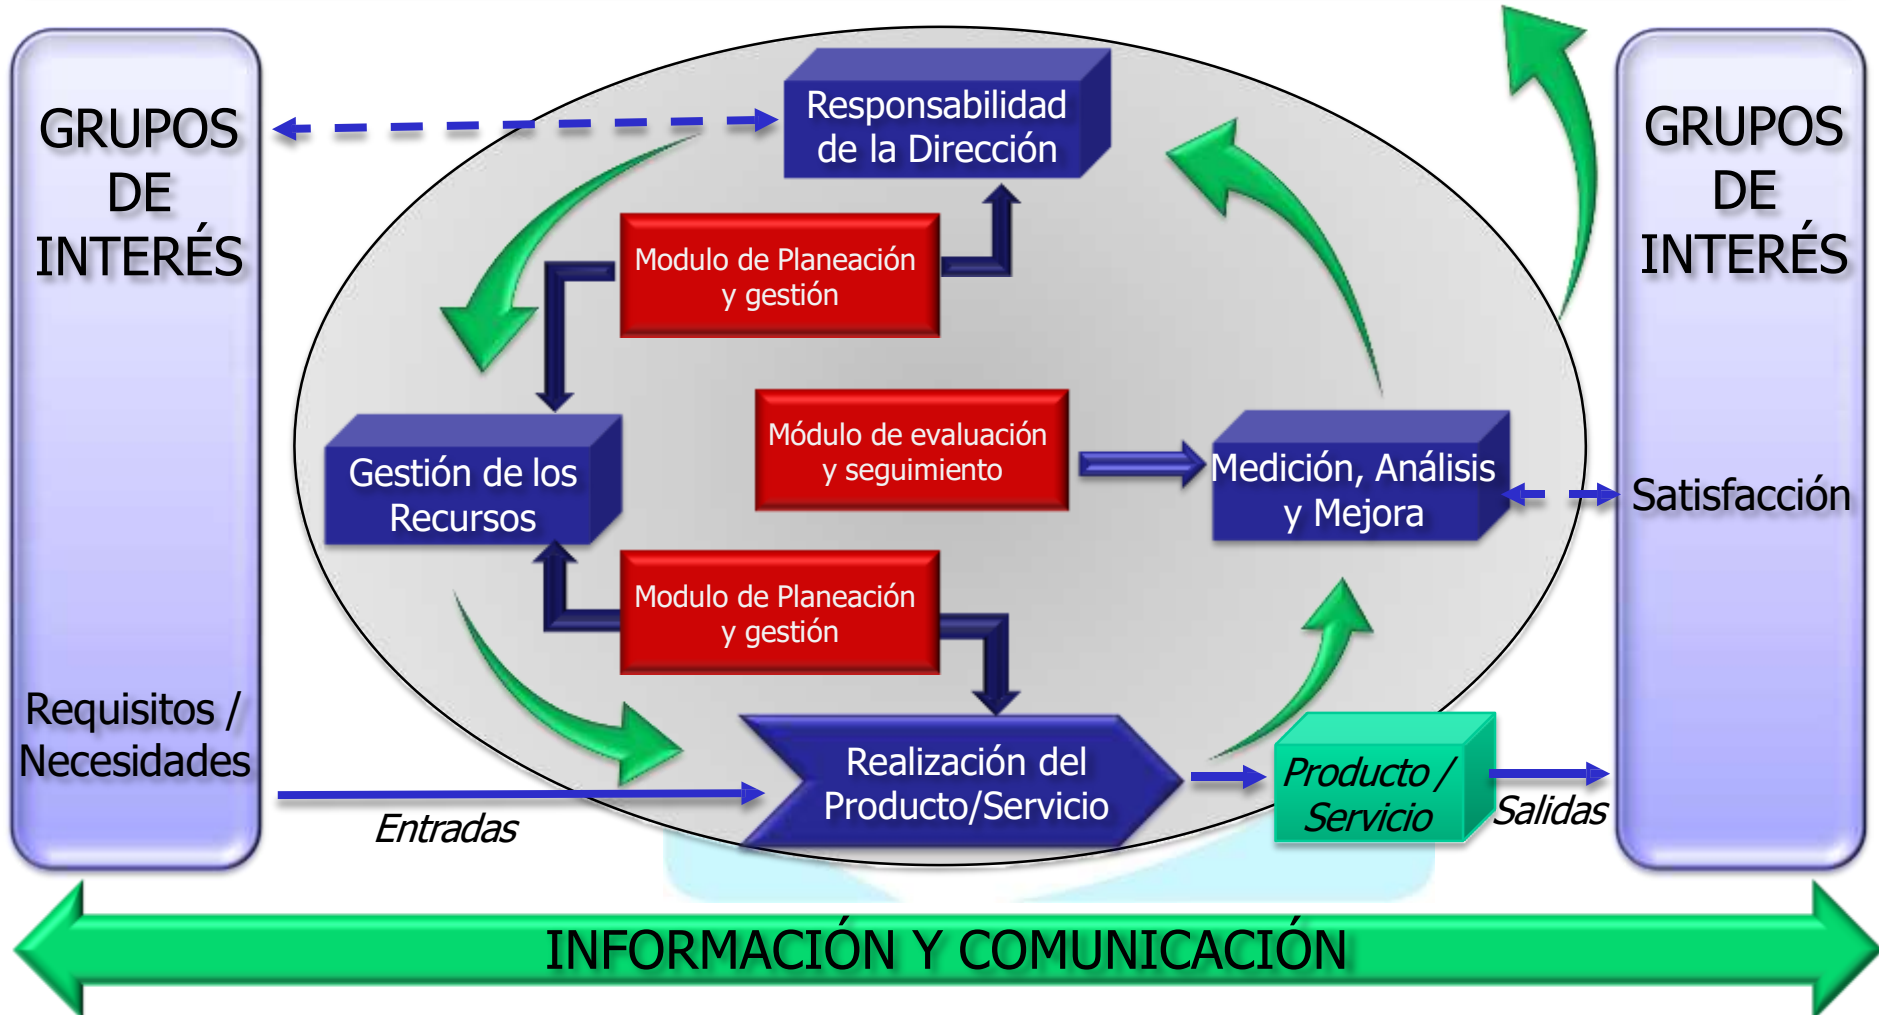 GRUPOS
DE
INTERÉS
Requisitos /
Necesidades
Responsabilidad
de la Dirección
Modulo de Planeación
y gestión
Módulo de evaluación
y seguimiento
Gestión de los
Recursos
Medición, Análisis
y Mejora
Modulo de Planeación
y gestión
Realización del
Producto/Servicio
Entradas
Producto /
Servicio
Salidas
GRUPOS
DE
INTERÉS
Satisfacción
INFORMACIÓN Y COMUNICACIÓN